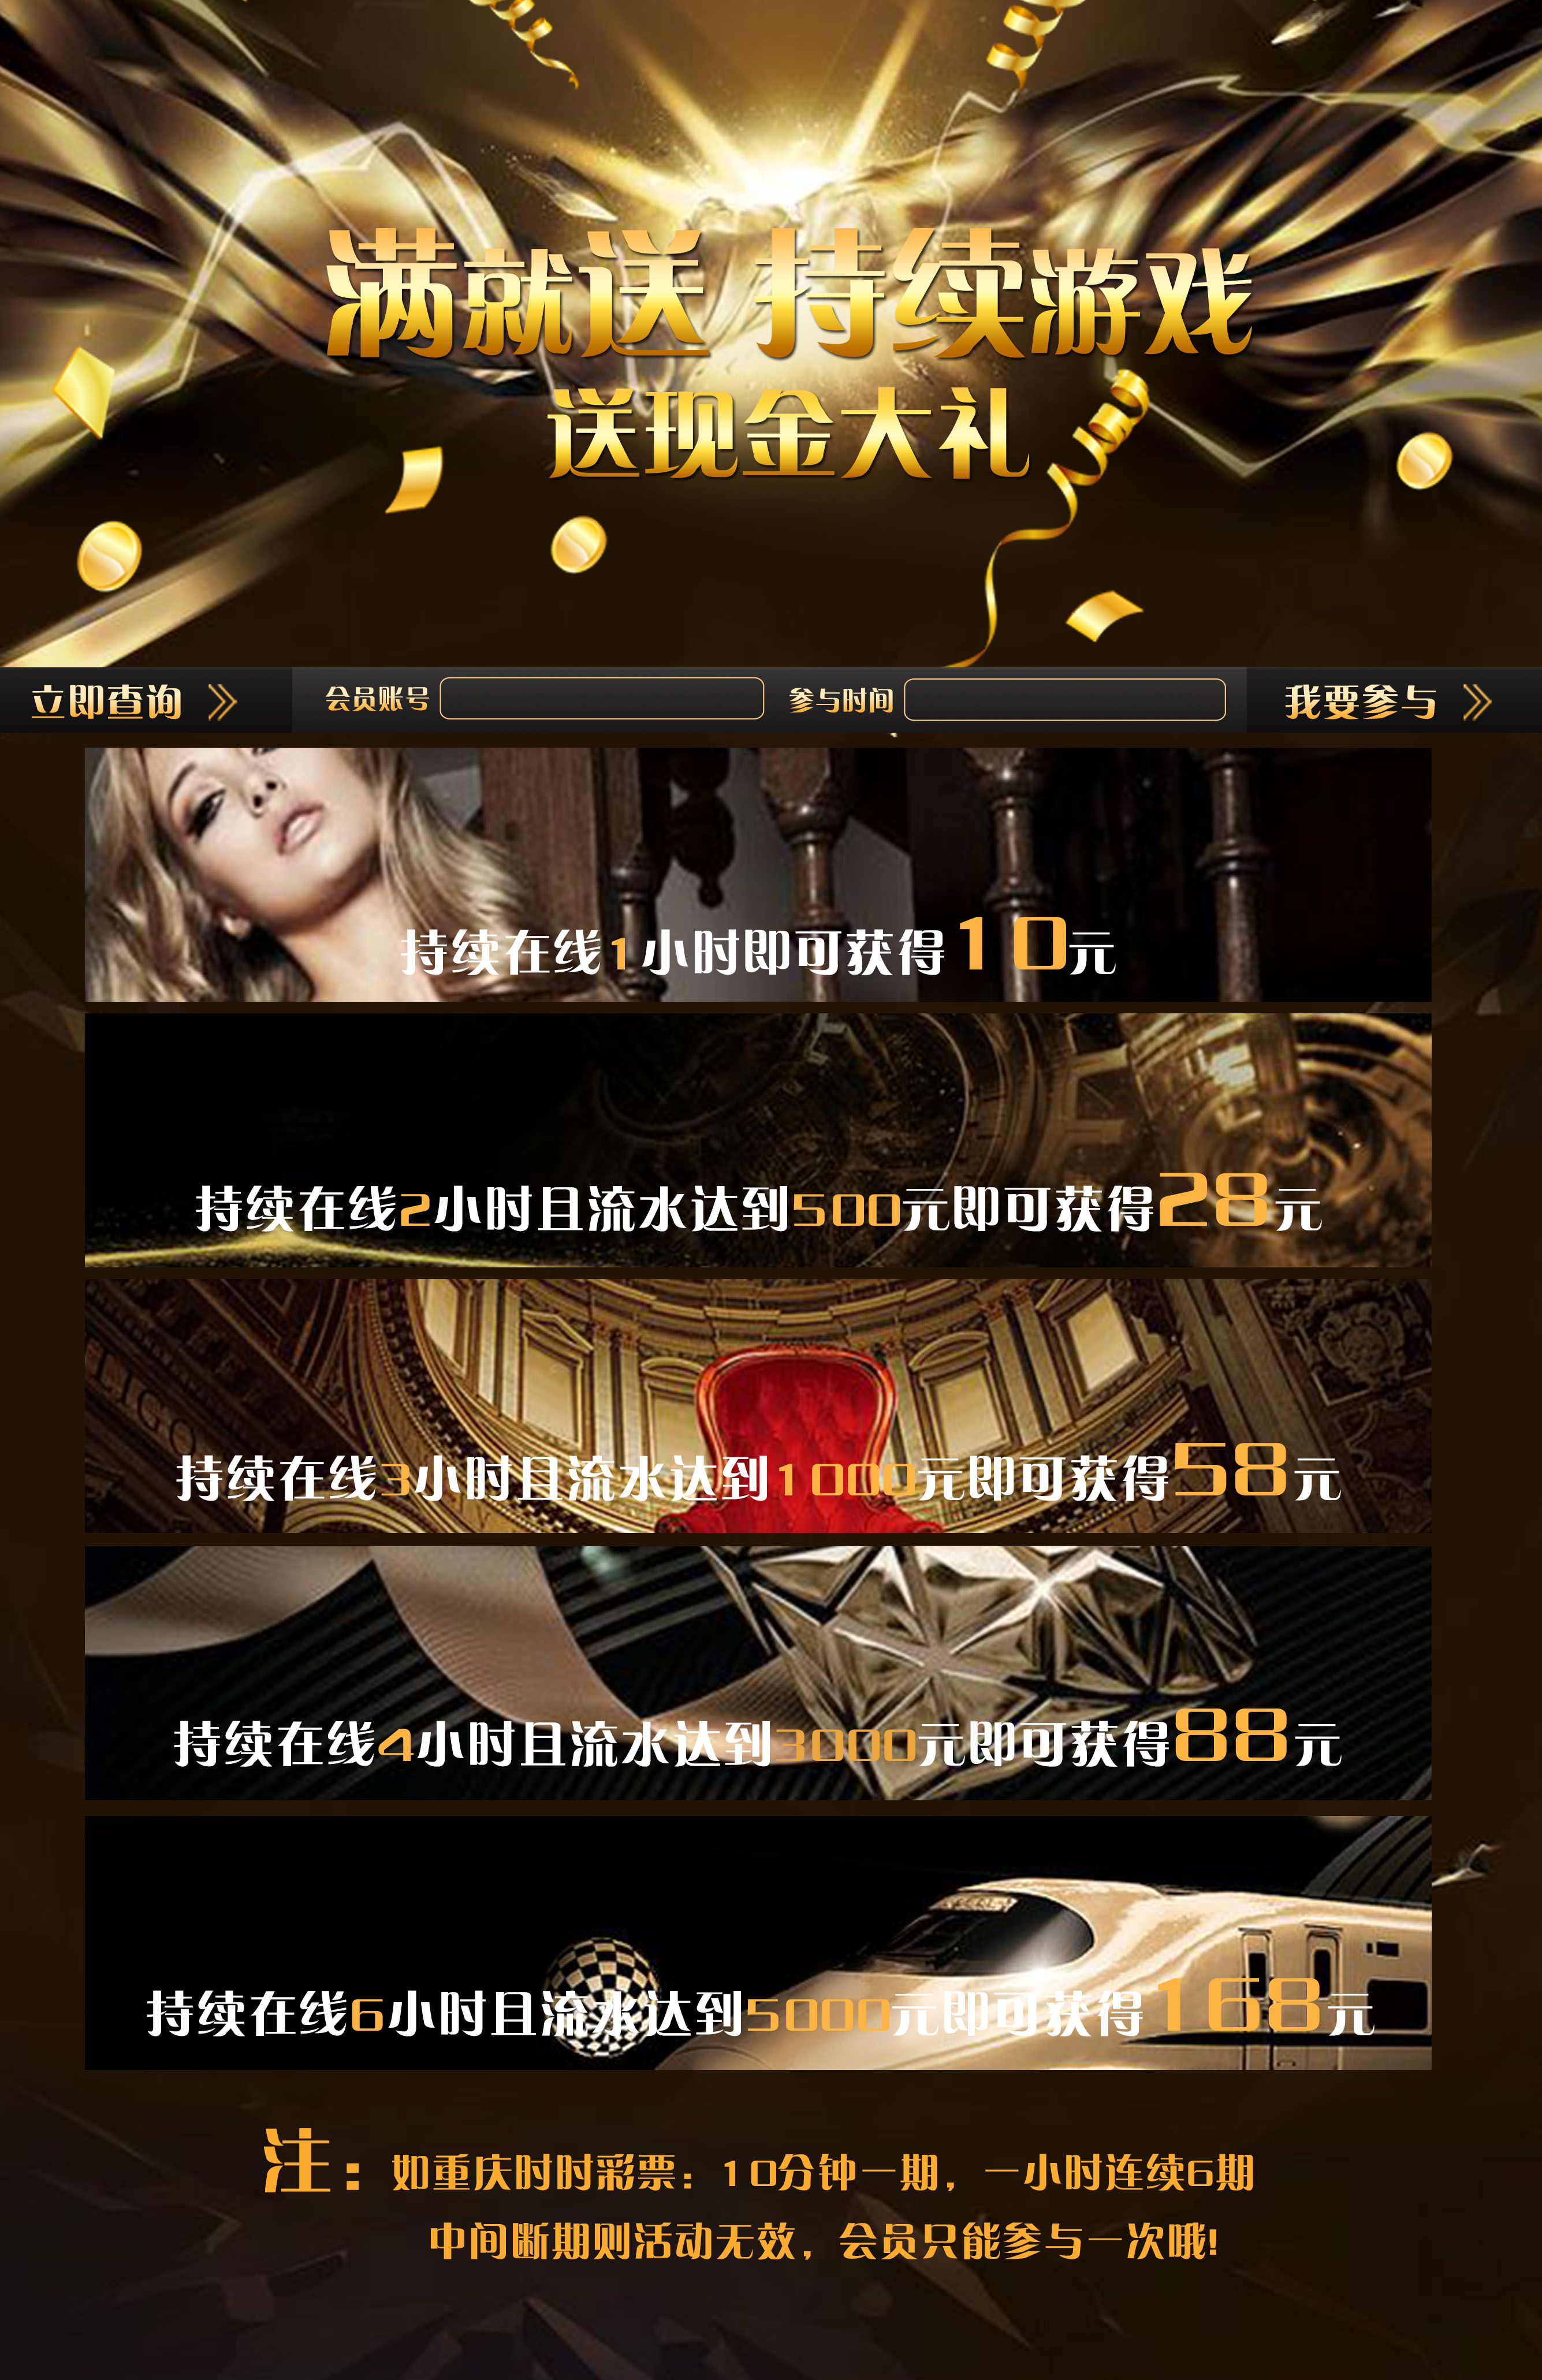 满就送 持续游戏
送现金大礼
立即查询 会员账号 参与时间 我要参与
持续在线1小时即可获得10元
持续在线2小时且流水达到500元即可获得28元
持续在线3小时且流水达到1000元即可获得58元
持续在线4小时且流水达到3000元即可获得88元
持续在线6小时且流水达到5000元即可获得168元
注：如重庆时时彩票：10分钟一期，一小时连续6期
中间断期则活动无效，会员只能参与一次哦！